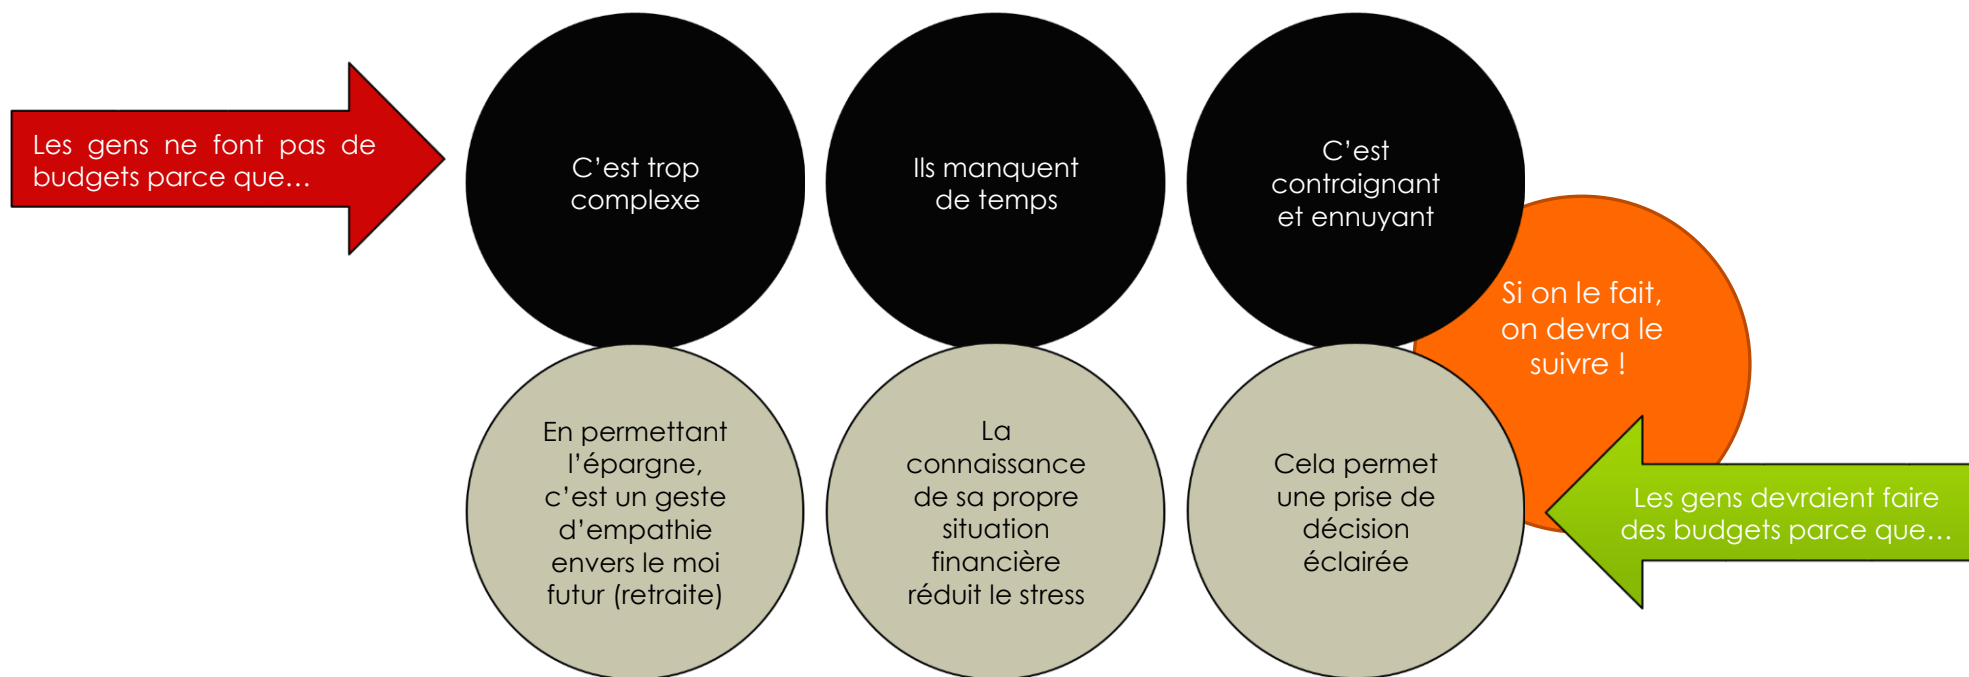 Les gens ne font pas de
budgets parce que…
C’est trop
complexe
Ils manquent
de temps
C’est
contraignant
et ennuyant
Si on le fait,
on devra le
suivre !
En permettant
l’épargne,
c’est un geste
d’empathie
envers le moi
futur (retraite)
La
connaissance
de sa propre
situation
financière
réduit le stress
Cela permet
une prise de
décision
éclairée
Les gens devraient faire
des budgets parce que…